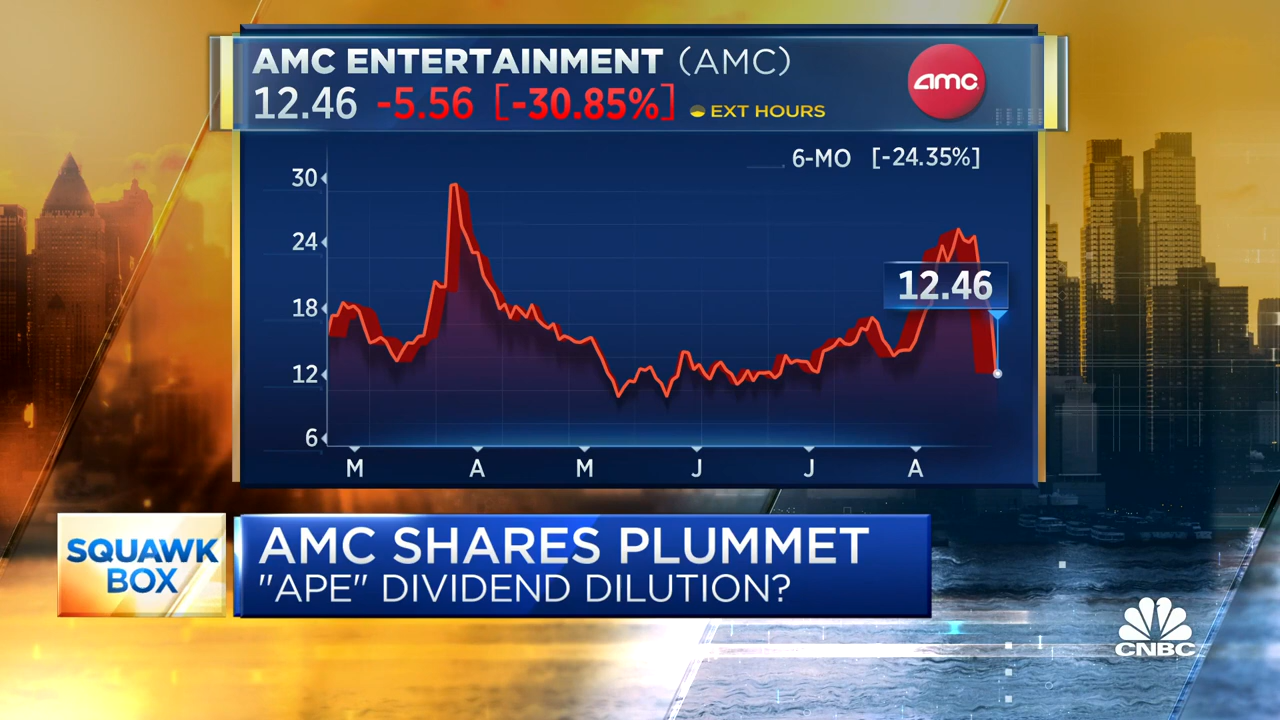 AMC ENTERTAINMENT (AMC)
12.46 -5.56 [-30.85%] EXT HOURS
amc
6-MO [-24.35%]
30
24
18
12
6
12.46
M A M J J A
SQUAWK
BOX
AMC SHARES PLUMMET
"APE" DIVIDEND DILUTION?
CNBC